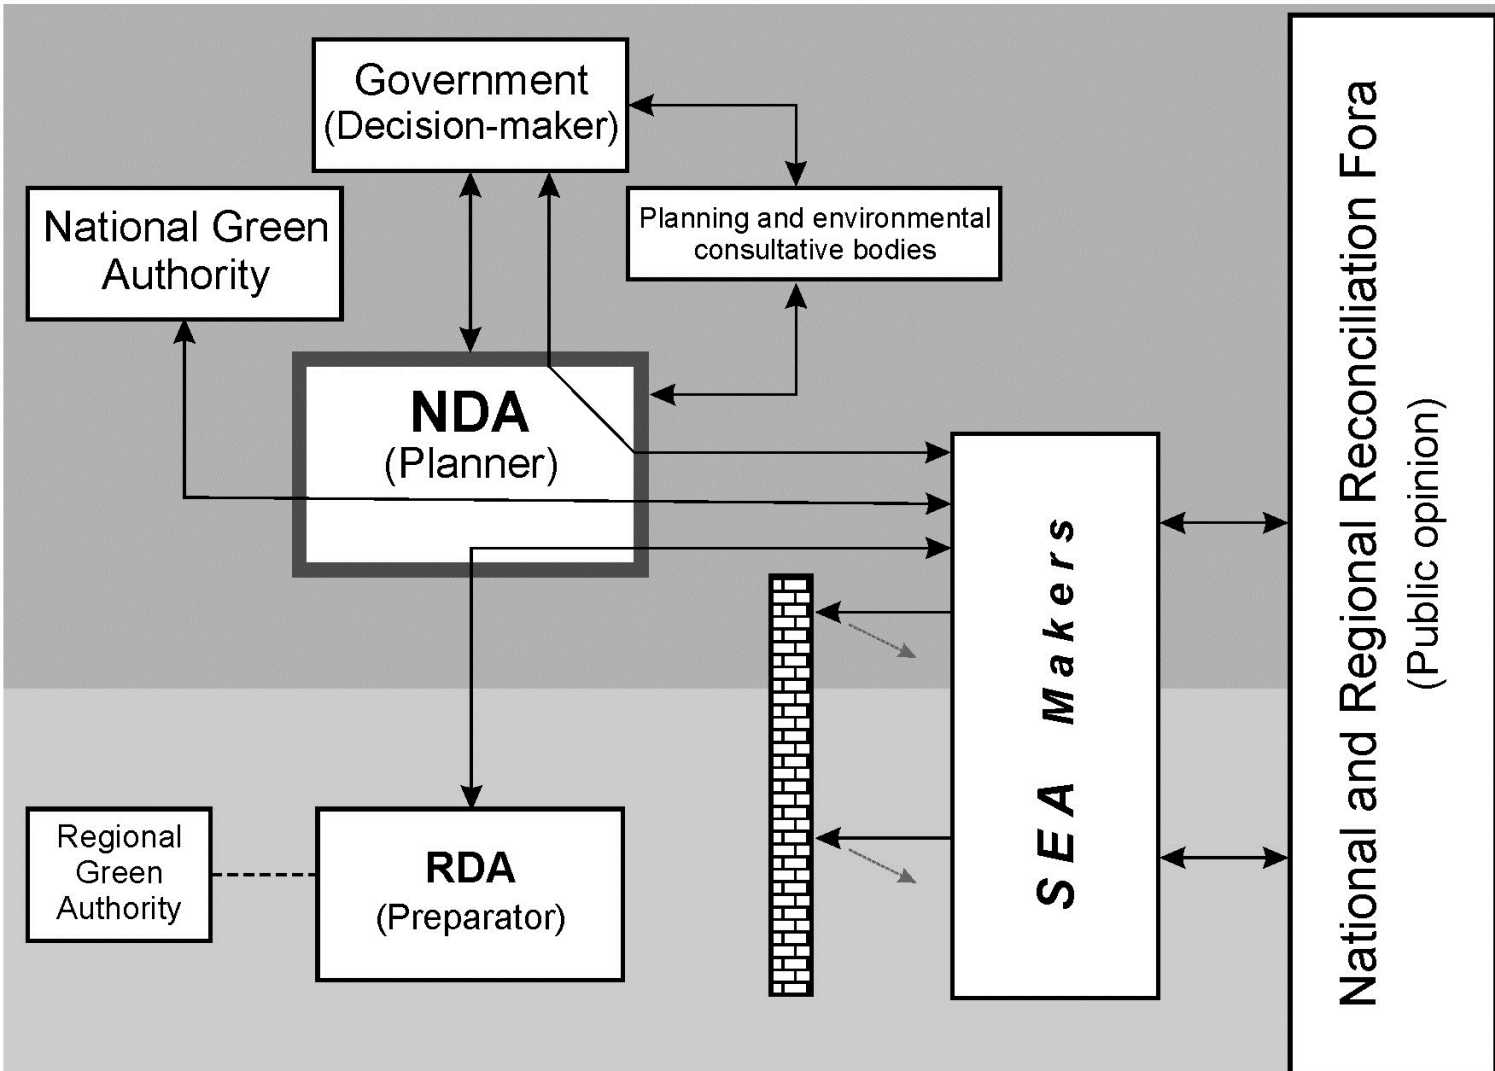 Government
(Decision-maker)
National Green
Authority
Planning and environmental
consultative bodies
NDA
(Planner)
SEA Makers
National and Regional Reconciliation Fora
(Public opinion)
Regional
Green
Authority
RDA
(Preparator)